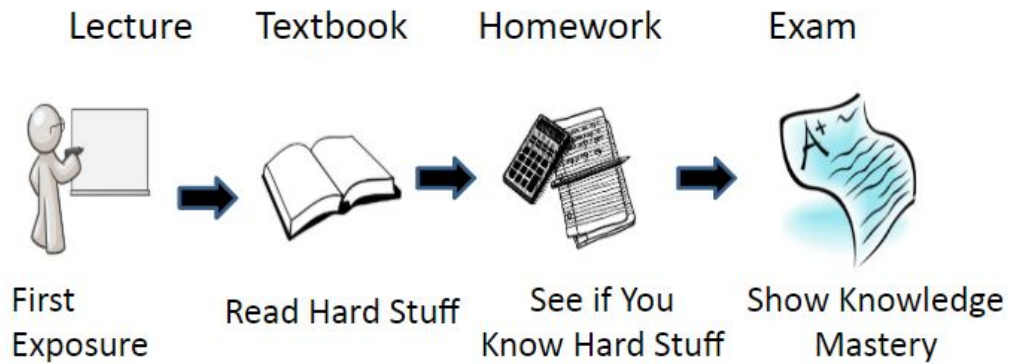 Lecture Textbook Homework Exam
A+
First Exposure
Read Hard Stuff
See if You Know Hard Stuff
Show Knowledge Mastery